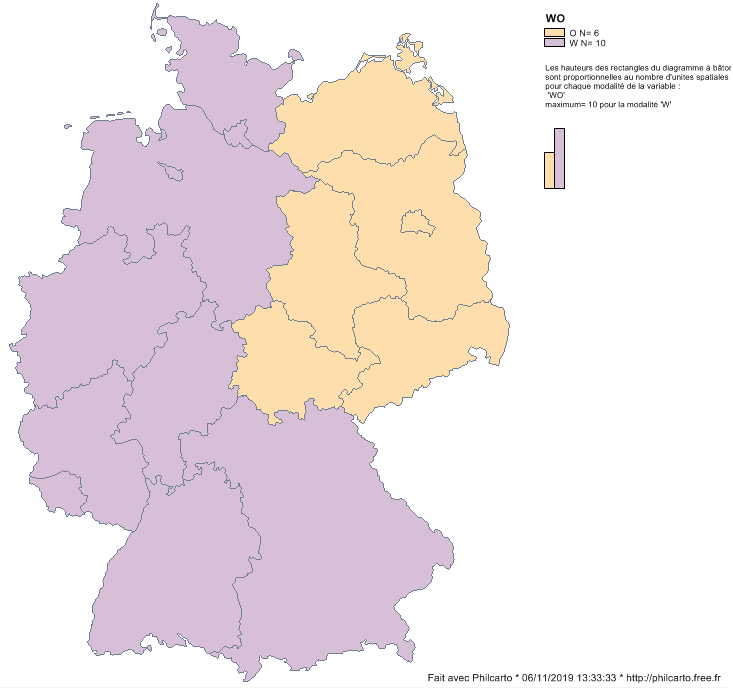 WO
O N= 6
W N= 10
Les hauteurs des rectangles du diagramme à bâton
sont proportionnelles au nombre d'unites spatiales
pour chaque modalité de la variable :
'WO'
maximum= 10 pour la modalité 'W'
Fait avec Philcarto * 06/11/2019 13:33:33 * http://philcarto.free.fr